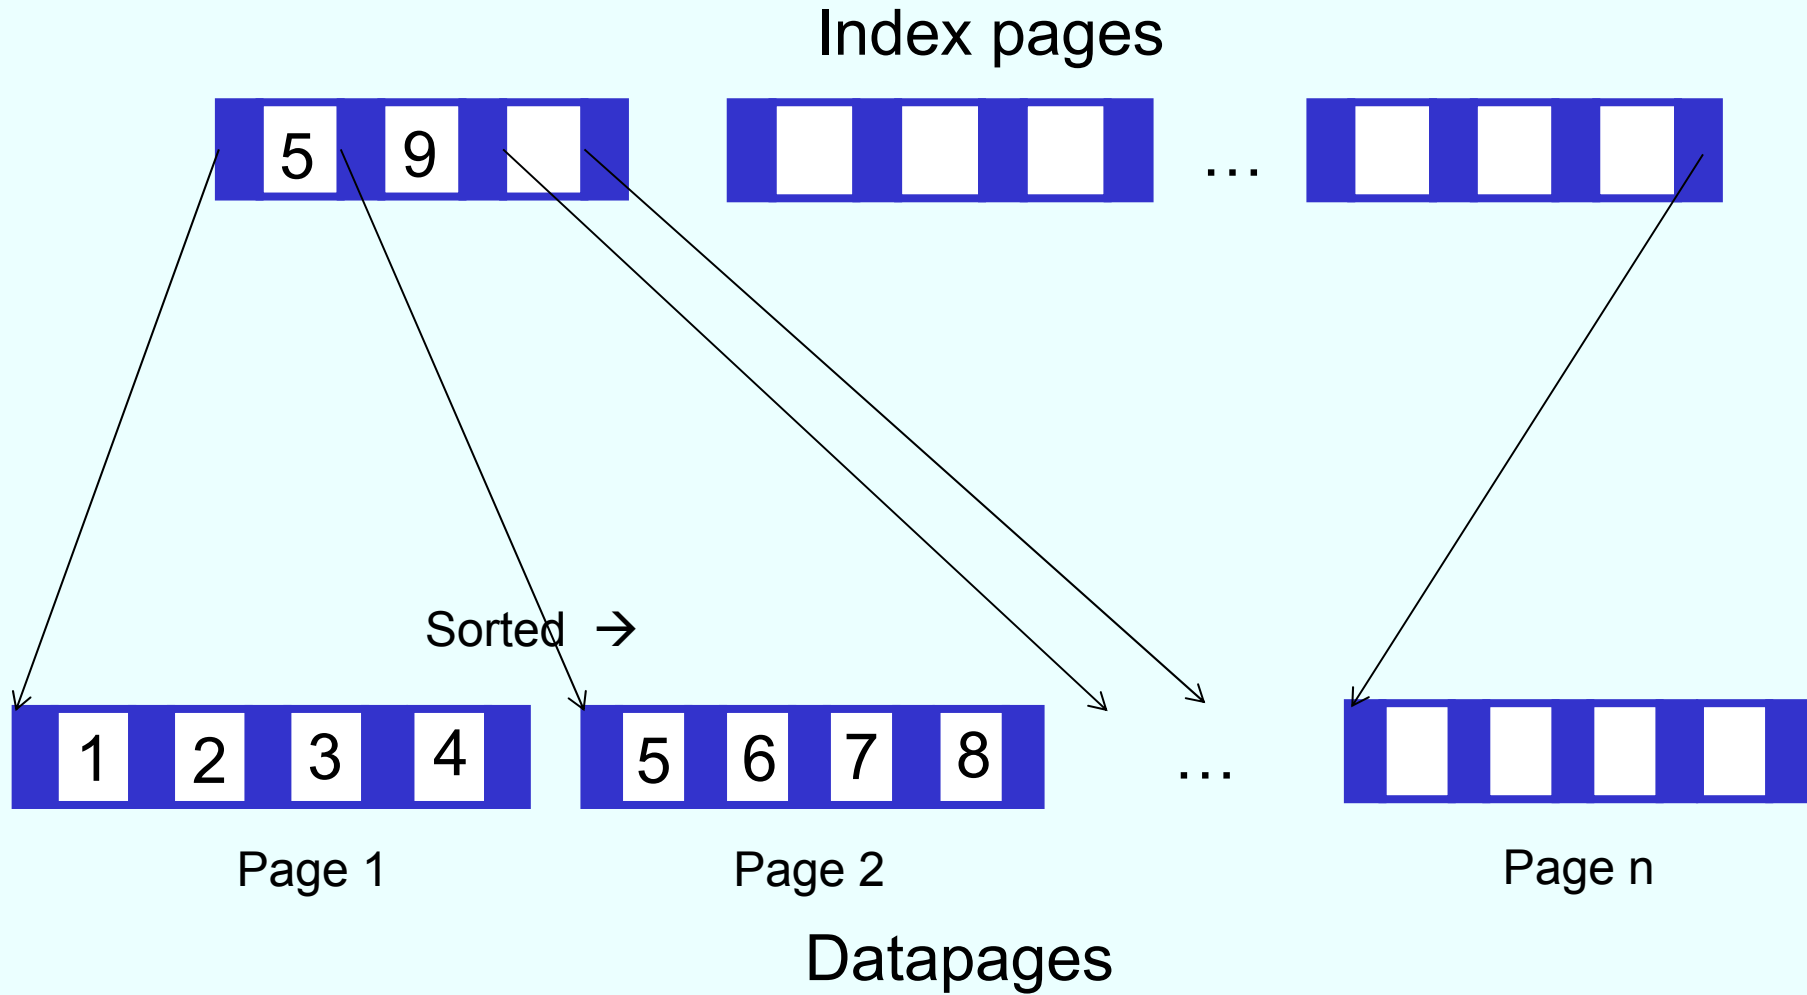 Index pages
5 9
…
Sorted →
1 2 3 4 5 6 7 8
…
Page 1 Page 2 Page n
Datapages